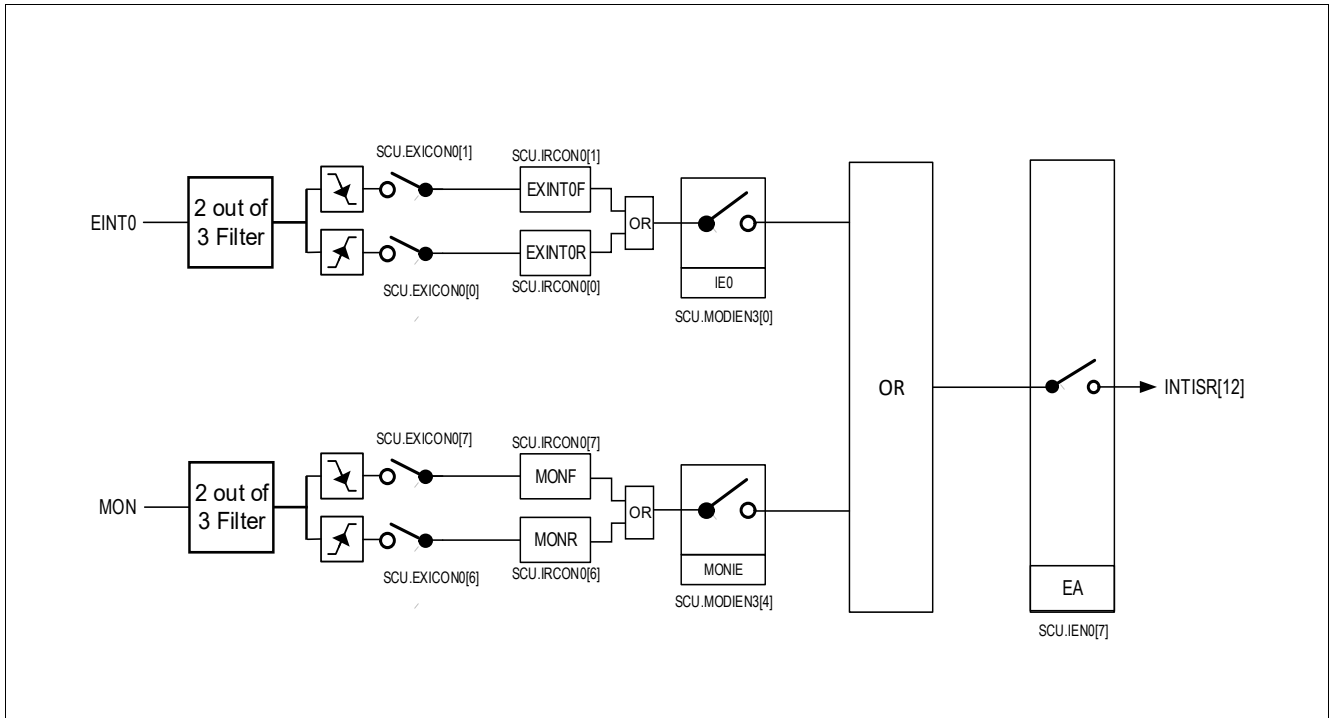 SCU.EXICON0[1]
SCU.IRCON0[1]
EINT0
2 out of
3 Filter
EXINT0F
OR
EXINT0R
SCU.EXICON0[0]
SCU.IRCON0[0]
IE0
SCU.MODIEN3[0]
OR
INTISR[12]
SCU.EXICON0[7]
SCU.IRCON0[7]
MON
2 out of
3 Filter
MONF
OR
MONR
SCU.EXICON0[6]
SCU.IRCON0[6]
MONIE
SCU.MODIEN3[4]
EA
SCU.IEN0[7]